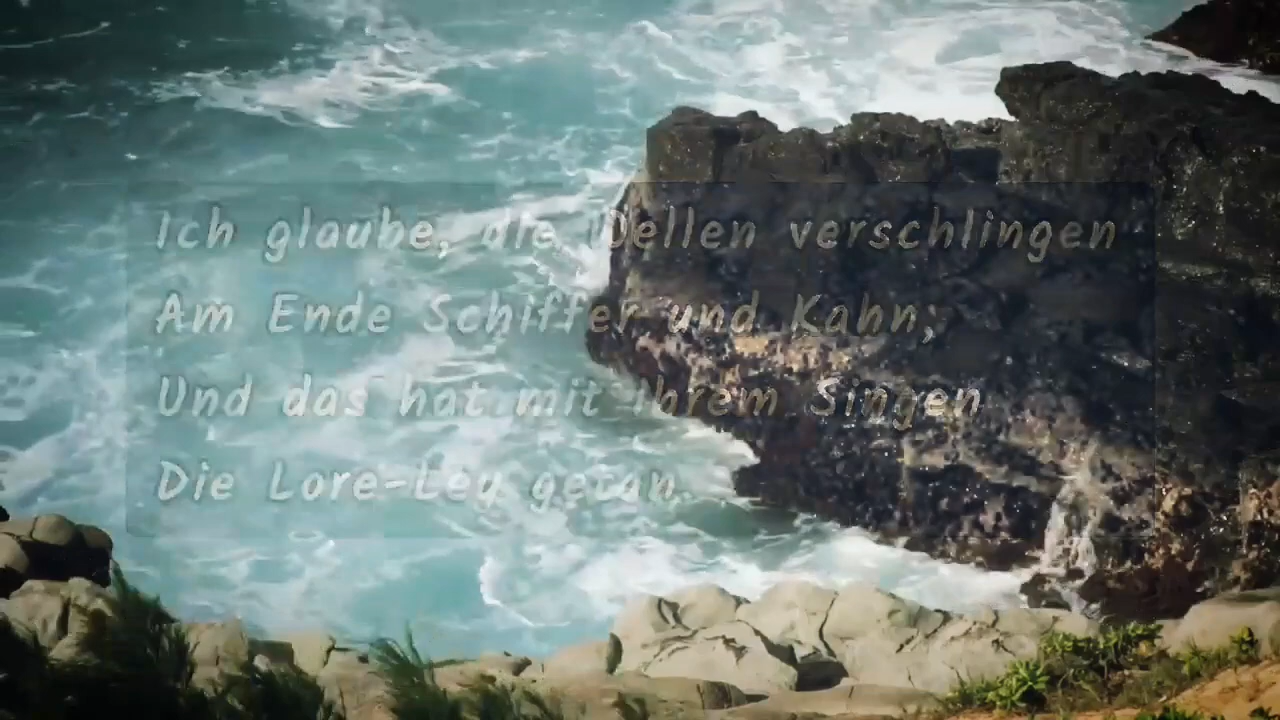 Ich glaube, die Wellen verschlingen
Am Ende Schiffer und Kahn;
Und das hat mit ihrem Singen
Die Lore-Ley getan.